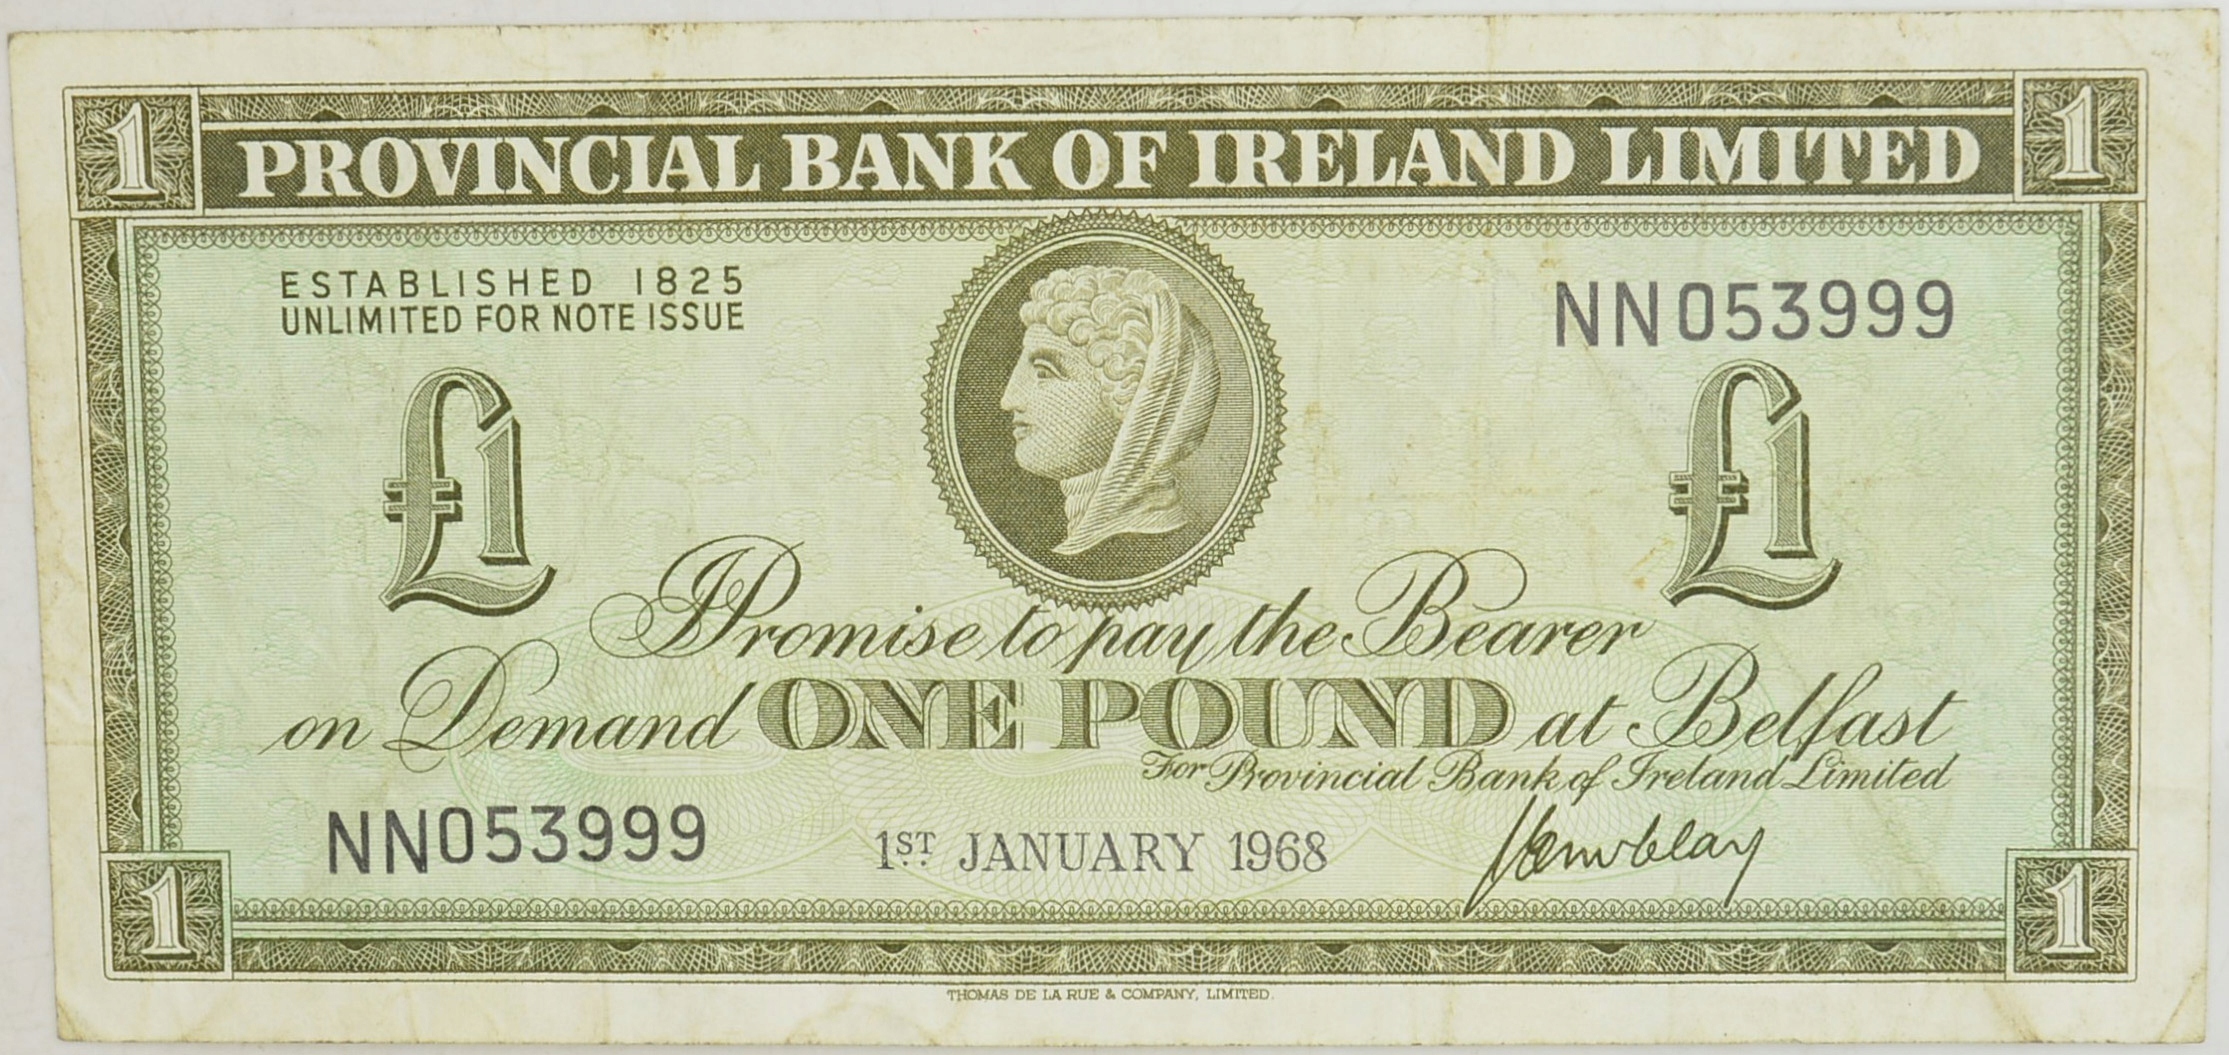 1 PROVINCIAL BANK OF IRELAND LIMITED 1
ESTABLISHED 1825
UNLIMITED FOR NOTE ISSUE
NN053999
£1 £1
I Promise to pay the Bearer
on Demand ONE POUND at Belfast
For Provincial Bank of Ireland Limited
NN053999
1ST JANUARY 1968
1 1
THOMAS DE LA RUE & COMPANY, LIMITED.